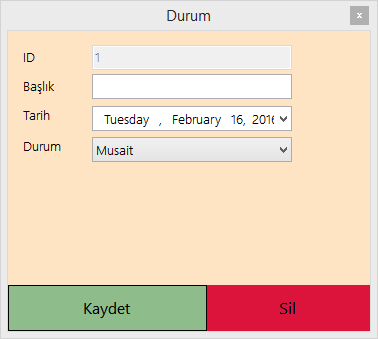 Durum
x
ID 1
Başlık
Tarih Tuesday , February 16, 2016
Durum Musait
Kaydet Sil